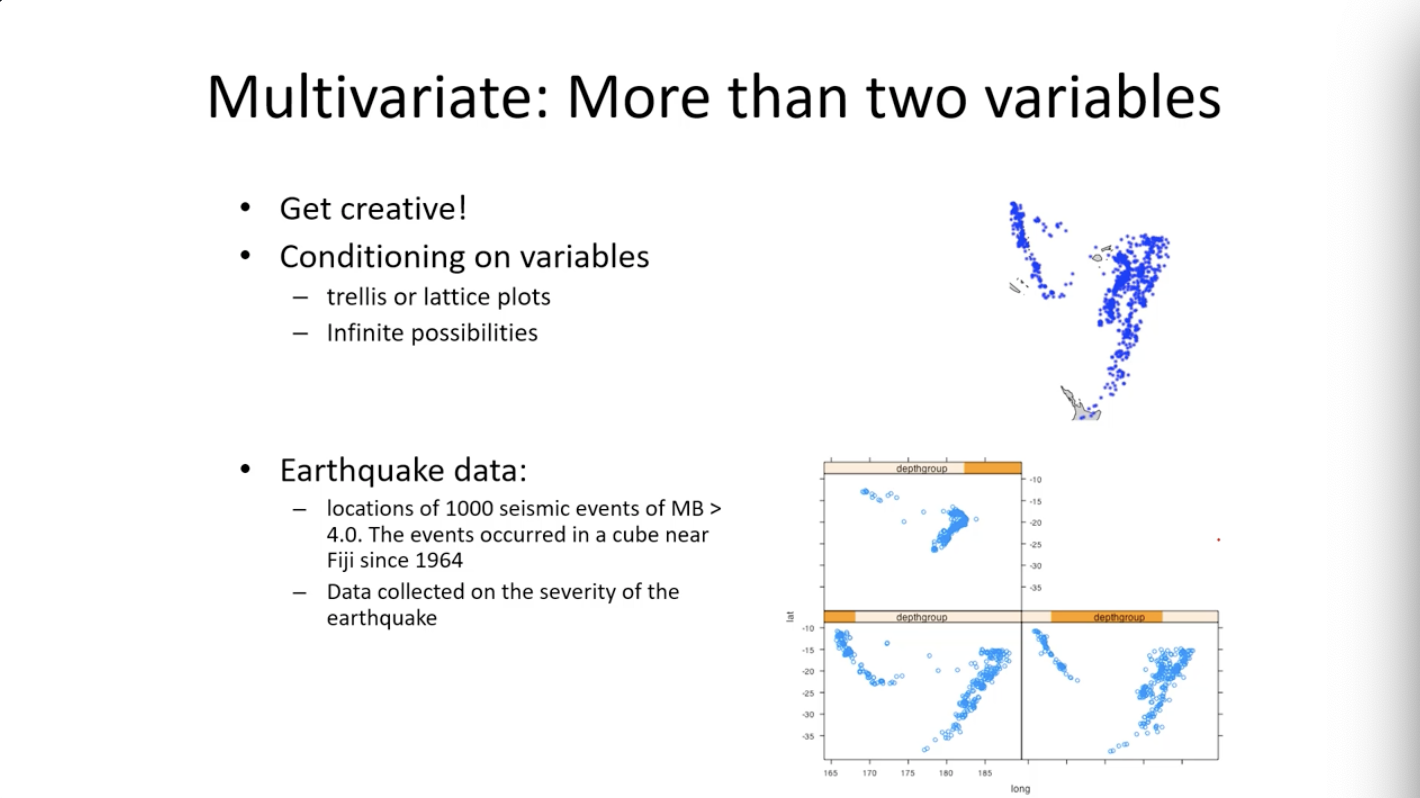 Multivariate: More than two variables
• Get creative!
• Conditioning on variables
– trellis or lattice plots
– Infinite possibilities
• Earthquake data:
– locations of 1000 seismic events of MB >
4.0. The events occurred in a cube near
Fiji since 1964
– Data collected on the severity of the
earthquake
depthgroup
-10
-15
-20
-25
-30
-35
lat
depthgroup
depthgroup
-10
-15
-20
-25
-30
-35
165 170 175 180 185
long